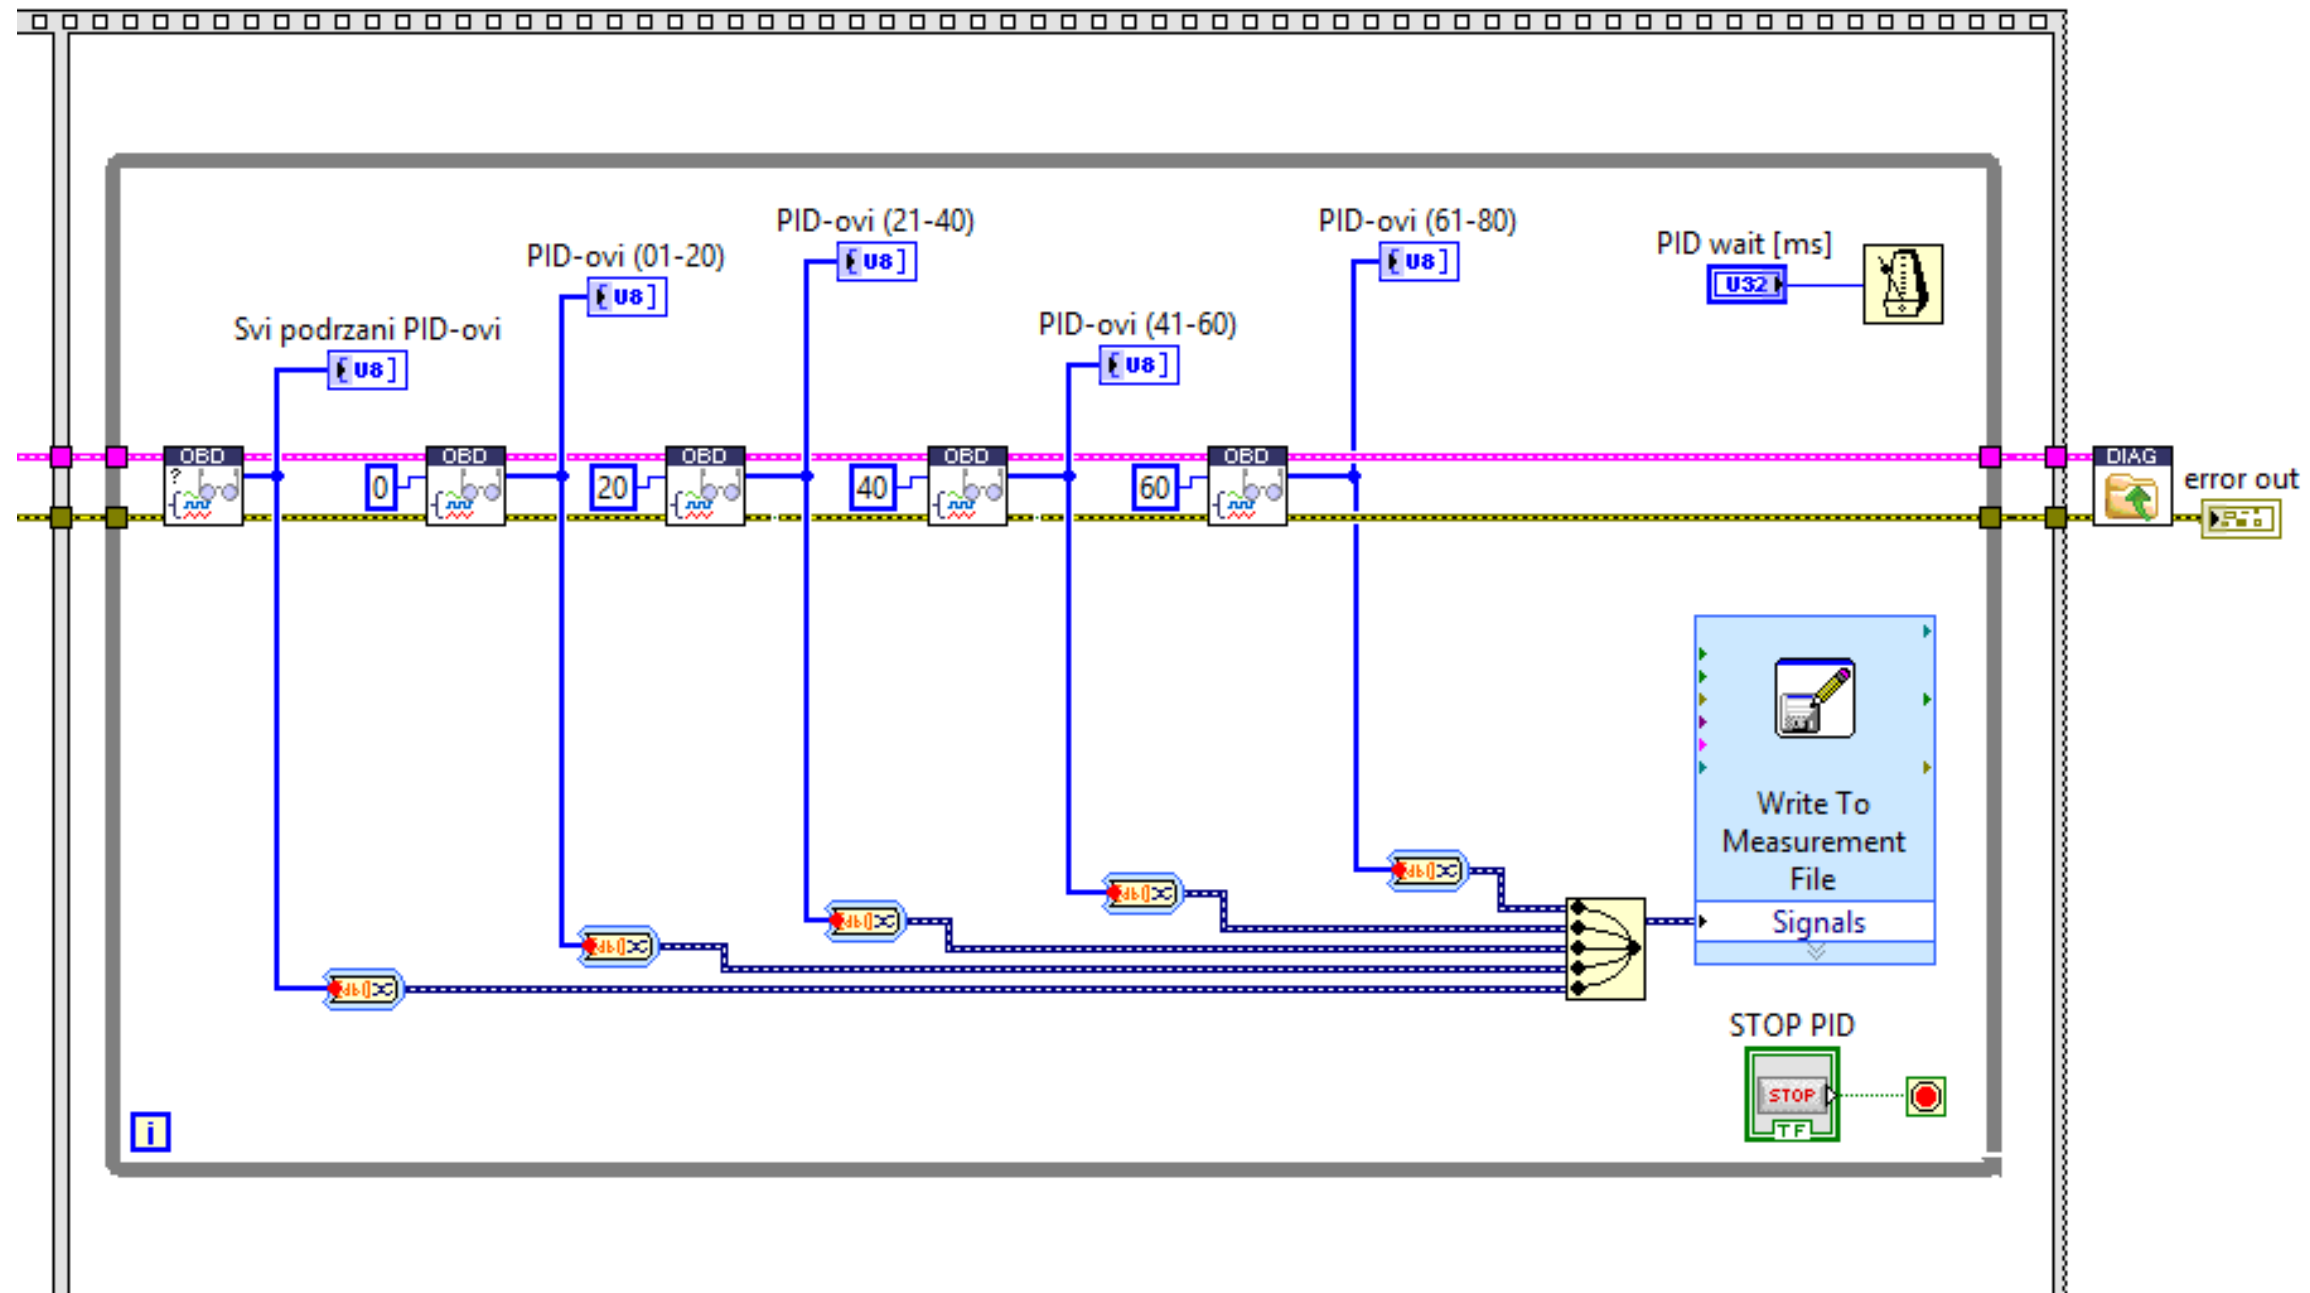 PID-ovi (21-40)
PID-ovi (61-80)
PID wait [ms]
PID-ovi (01-20)
U8
U8
U32
U8
Svi podrzani PID-ovi
PID-ovi (41-60)
U8
U8
OBD
OBD
OBD
OBD
OBD
DIAG
?
0
20
40
60
error out
Write To
Measurement
File
Signals
STOP PID
STOP
TF
i